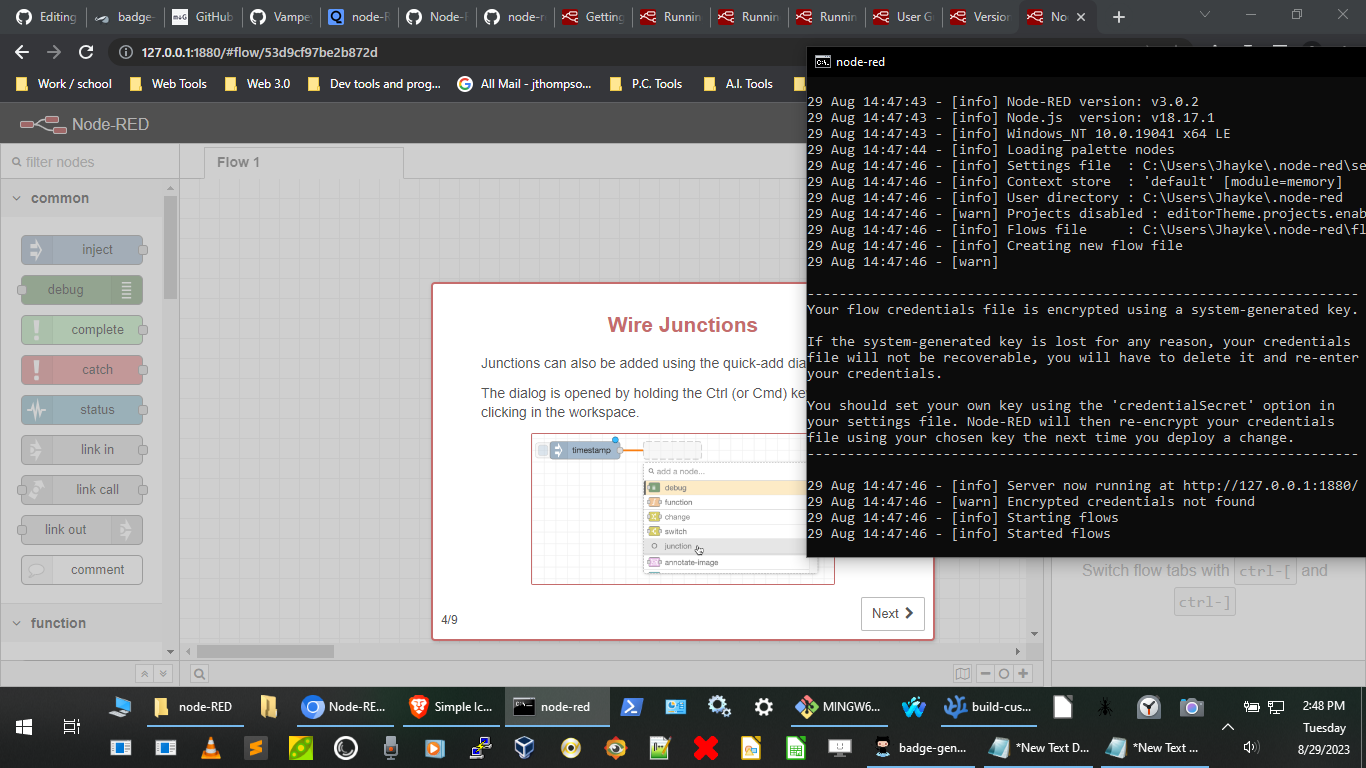 Editing
badge-
GitHub
Vampe
node-R
Node-R
node-r
Getting
Runnin
Runnin
Runnin
User G
Version
No
127.0.0.1:1880/#flow/53d9cf97be2b872d
Work / school
Web Tools
Web 3.0
Dev tools and prog...
All Mail - jthompso...
P.C. Tools
A.I. Tools
Node-RED
filter nodes
Flow 1
common
inject
debug
complete
catch
status
link in
link call
link out
comment
function
Wire Junctions
Junctions can also be added using the quick-add dia
The dialog is opened by holding the Ctrl (or Cmd) ke
clicking in the workspace.
timestamp
add a node...
debug
function
change
switch
junction
annotate-image
4/9
Next
node-red
29 Aug 14:47:43 - [info] Node-RED version: v3.0.2
29 Aug 14:47:43 - [info] Node.js  version: v18.17.1
29 Aug 14:47:43 - [info] Windows_NT 10.0.19041 x64 LE
29 Aug 14:47:44 - [info] Loading palette nodes
29 Aug 14:47:46 - [info] Settings file  : C:\Users\Jhayke\.node-red\se
29 Aug 14:47:46 - [info] Context store  : 'default' [module=memory]
29 Aug 14:47:46 - [info] User directory : C:\Users\Jhayke\.node-red
29 Aug 14:47:46 - [warn] Projects disabled : editorTheme.projects.enab
29 Aug 14:47:46 - [info] Flows file     : C:\Users\Jhayke\.node-red\fl
29 Aug 14:47:46 - [info] Creating new flow file
29 Aug 14:47:46 - [warn]
---------------------------------------------------------------------
Your flow credentials file is encrypted using a system-generated key.
If the system-generated key is lost for any reason, your credentials
file will not be recoverable, you will have to delete it and re-enter
your credentials.
You should set your own key using the 'credentialSecret' option in
your settings file. Node-RED will then re-encrypt your credentials
file using your chosen key the next time you deploy a change.
---------------------------------------------------------------------
29 Aug 14:47:46 - [info] Server now running at http://127.0.0.1:1880/
29 Aug 14:47:46 - [warn] Encrypted credentials not found
29 Aug 14:47:46 - [info] Starting flows
29 Aug 14:47:46 - [info] Started flows
Switch flow tabs with ctrl-[ and
ctrl-]
node-RED
Node-RE...
Simple Ic...
node-red
MINGW6...
build-cus...
2:48 PM
Tuesday
8/29/2023
badge-gen...
*New Text D...
*New Text ...